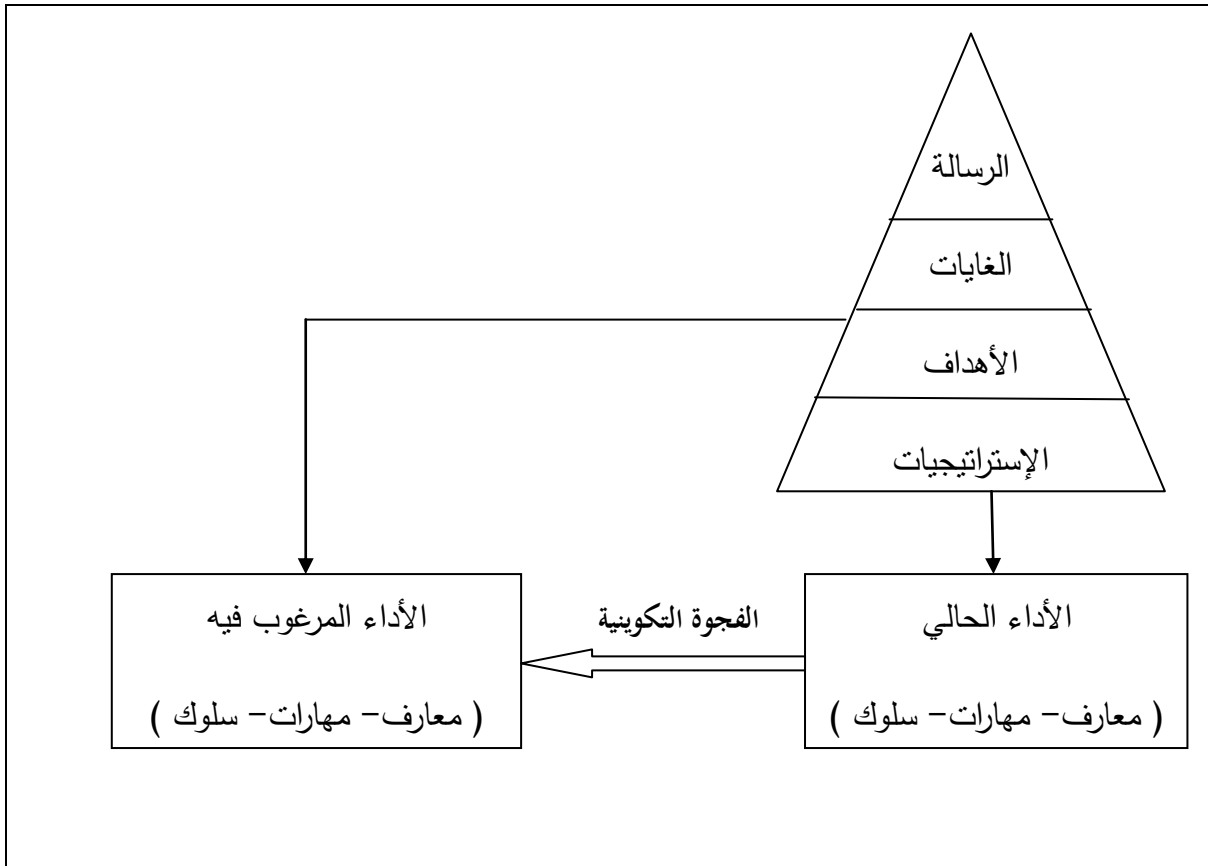 الرسالة
الغايات
الأهداف
الإستراتيجيات
الأداء الحالي
( معارف- مهارات- سلوك )
الفجوة التكوينية
الأداء المرغوب فيه
( معارف- مهارات- سلوك )